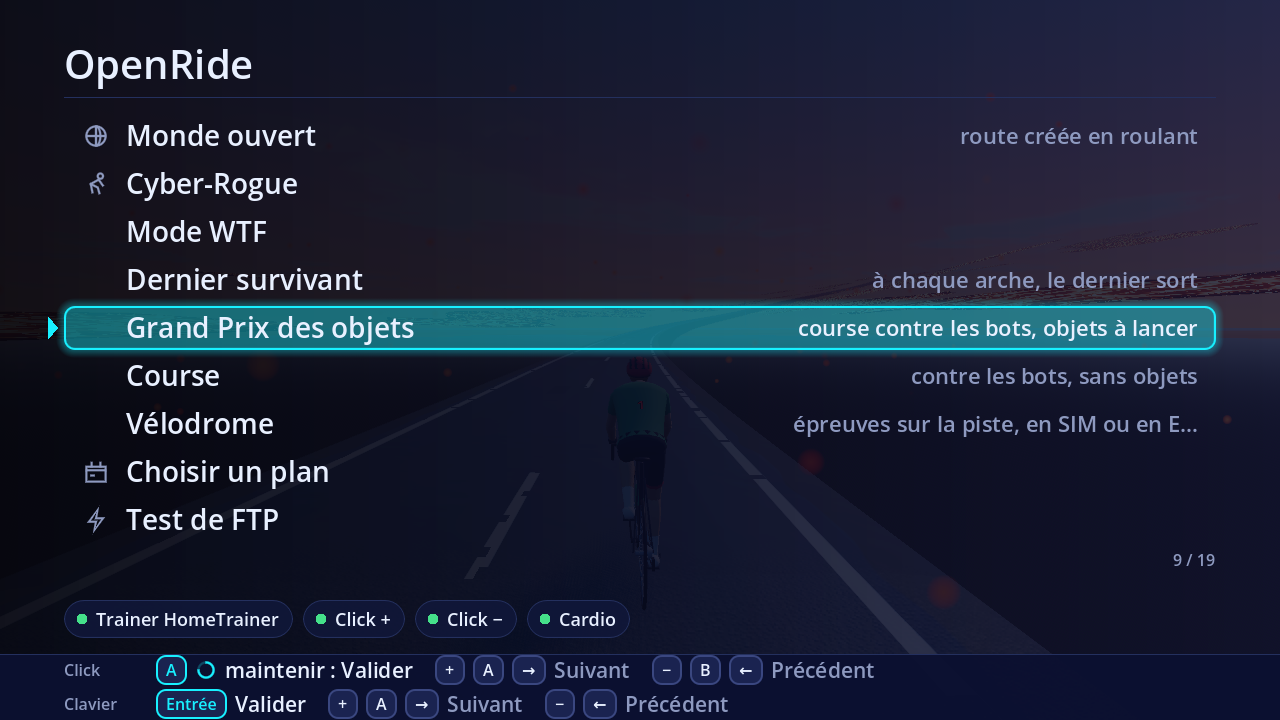 OpenRide
Monde ouvert route créée en roulant
Cyber-Rogue
Mode WTF
Dernier survivant à chaque arche, le dernier sort
Grand Prix des objets course contre les bots, objets à lancer
Course contre les bots, sans objets
Vélodrome épreuves sur la piste, en SIM ou en E...
Choisir un plan
Test de FTP
9 / 19
Trainer HomeTrainer Click + Click − Cardio
Click A maintenir : Valider + A → Suivant − B ← Précédent
Clavier Entrée Valider + A → Suivant − ← Précédent